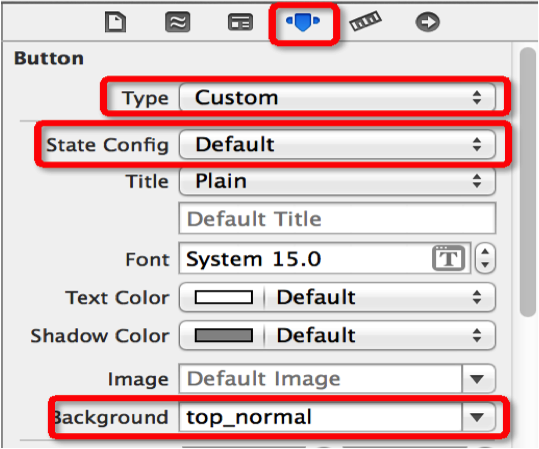 Button
Type Custom
State Config Default
Title Plain
Default Title
Font System 15.0 T
Text Color Default
Shadow Color Default
Image Default Image
Background top_normal